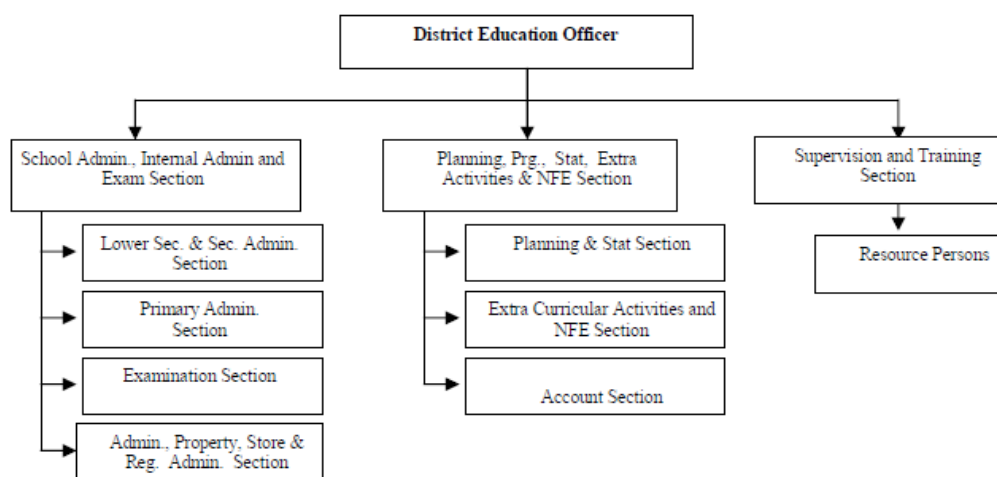 District Education Officer
School Admin., Internal Admin and
Exam Section
Planning, Prg., Stat, Extra
Activities & NFE Section
Supervision and Training
Section
Lower Sec. & Sec. Admin.
Section
Primary Admin.
Section
Examination Section
Admin., Property, Store &
Reg. Admin. Section
Planning & Stat Section
Extra Curricular Activities and
NFE Section
Account Section
Resource Persons